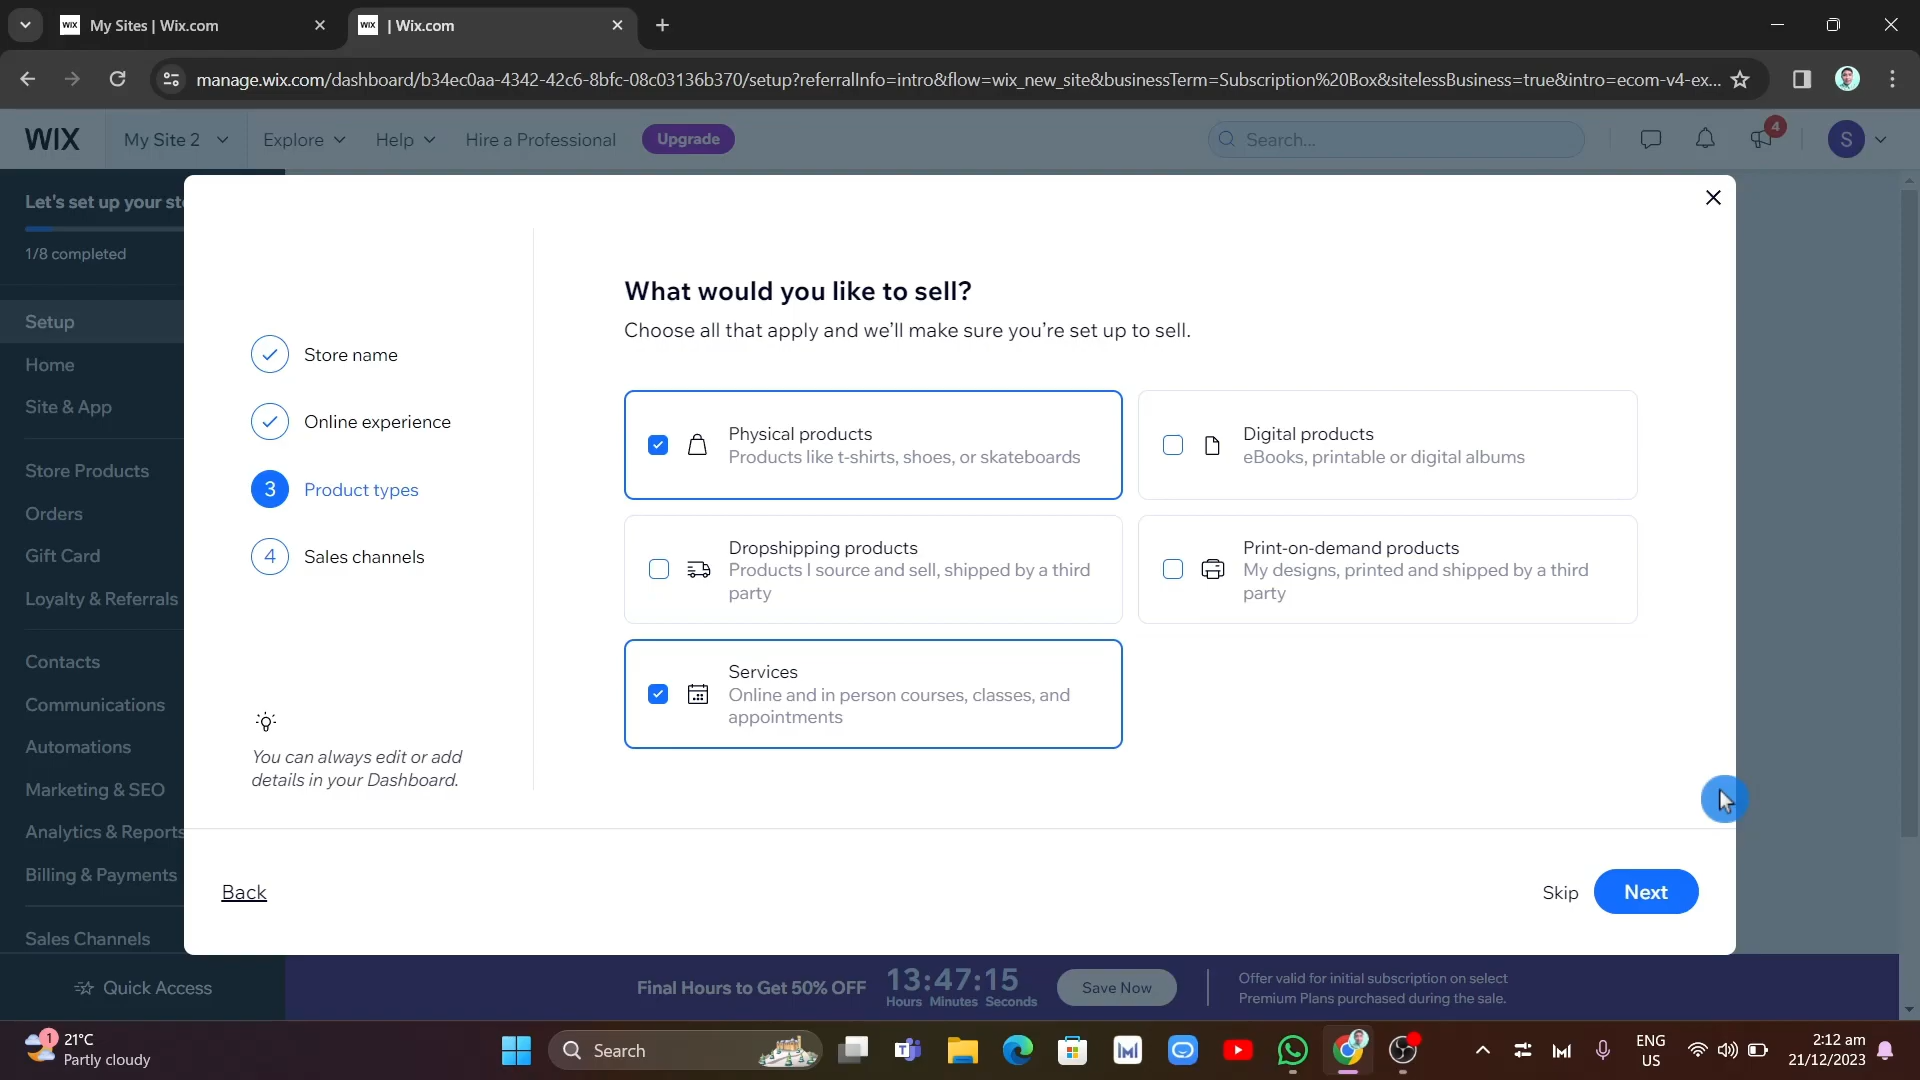 WIX My Sites | Wix.com
WIX | Wix.com
manage.wix.com/dashboard/b34ec0aa-4342-42c6-8bfc-08c03136b370/setup?referralInfo=intro&flow=wix_new_site&businessTerm=Subscription%20Box&sitelessBusiness=true&intro=ecom-v4-ex...
WIX
My Site 2
Explore
Help
Hire a Professional
Upgrade
Search...
4
S
Let's set up your sto
1/8 completed
Setup
Home
Site & App
Store Products
Orders
Gift Card
Loyalty & Referrals
Contacts
Communications
Automations
Marketing & SEO
Analytics & Reports
Billing & Payments
Sales Channels
Quick Access
Store name
Online experience
3 Product types
4 Sales channels
You can always edit or add
details in your Dashboard.
What would you like to sell?
Choose all that apply and we'll make sure you're set up to sell.
Physical products
Products like t-shirts, shoes, or skateboards
Digital products
eBooks, printable or digital albums
Dropshipping products
Products I source and sell, shipped by a third
party
Print-on-demand products
My designs, printed and shipped by a third
party
Services
Online and in person courses, classes, and
appointments
Back
Skip
Next
Final Hours to Get 50% OFF
13:47:15
Hours Minutes Seconds
Save Now
Offer valid for initial subscription on select
Premium Plans purchased during the sale.
1
21°C
Partly cloudy
Search
ENG
US
2:12 am
21/12/2023